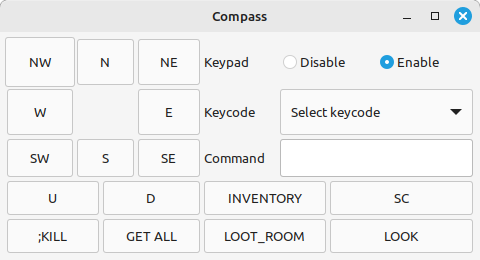 Compass
NW N NE Keypad Disable Enable
W E Keycode Select keycode
SW S SE Command
U D INVENTORY SC
;KILL GET ALL LOOT_ROOM LOOK